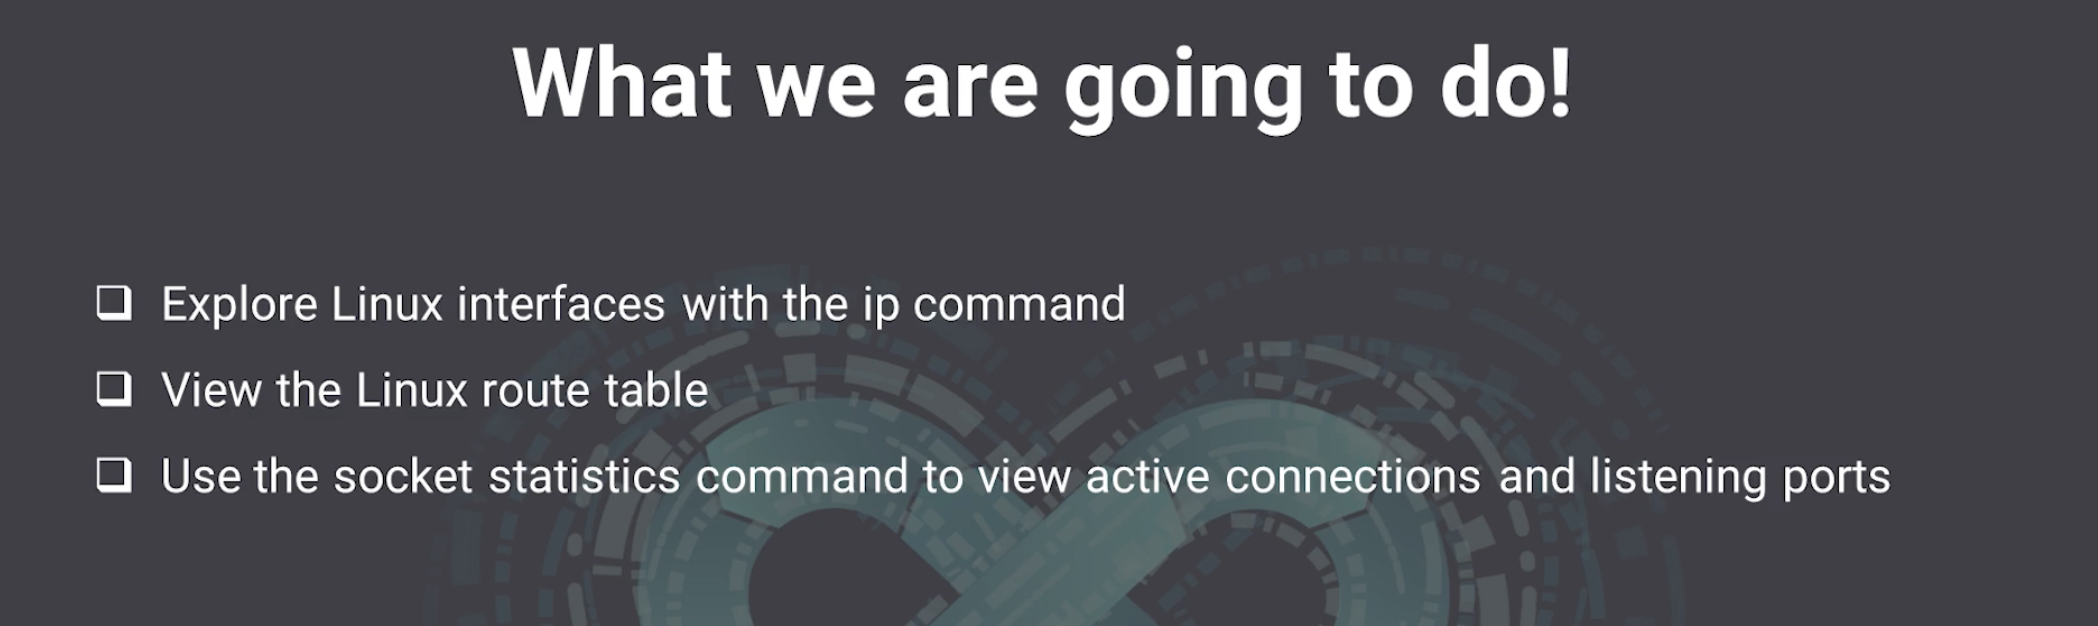 What we are going to do!
❑ Explore Linux interfaces with the ip command
❑ View the Linux route table
❑ Use the socket statistics command to view active connections and listening ports